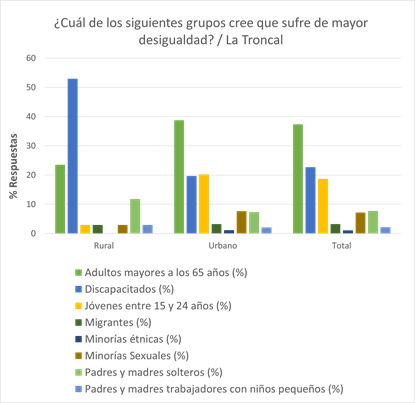 ¿Cuál de los siguientes grupos cree que sufre de mayor
desigualdad? / La Troncal
60
50
40
30
20
10
0
% Respuestas
Rural
Urbano
Total
Adultos mayores a los 65 años (%)
Discapacitados (%)
Jóvenes entre 15 y 24 años (%)
Migrantes (%)
Minorías étnicas (%)
Minorías Sexuales (%)
Padres y madres solteros (%)
Padres y madres trabajadores con niños pequeños (%)